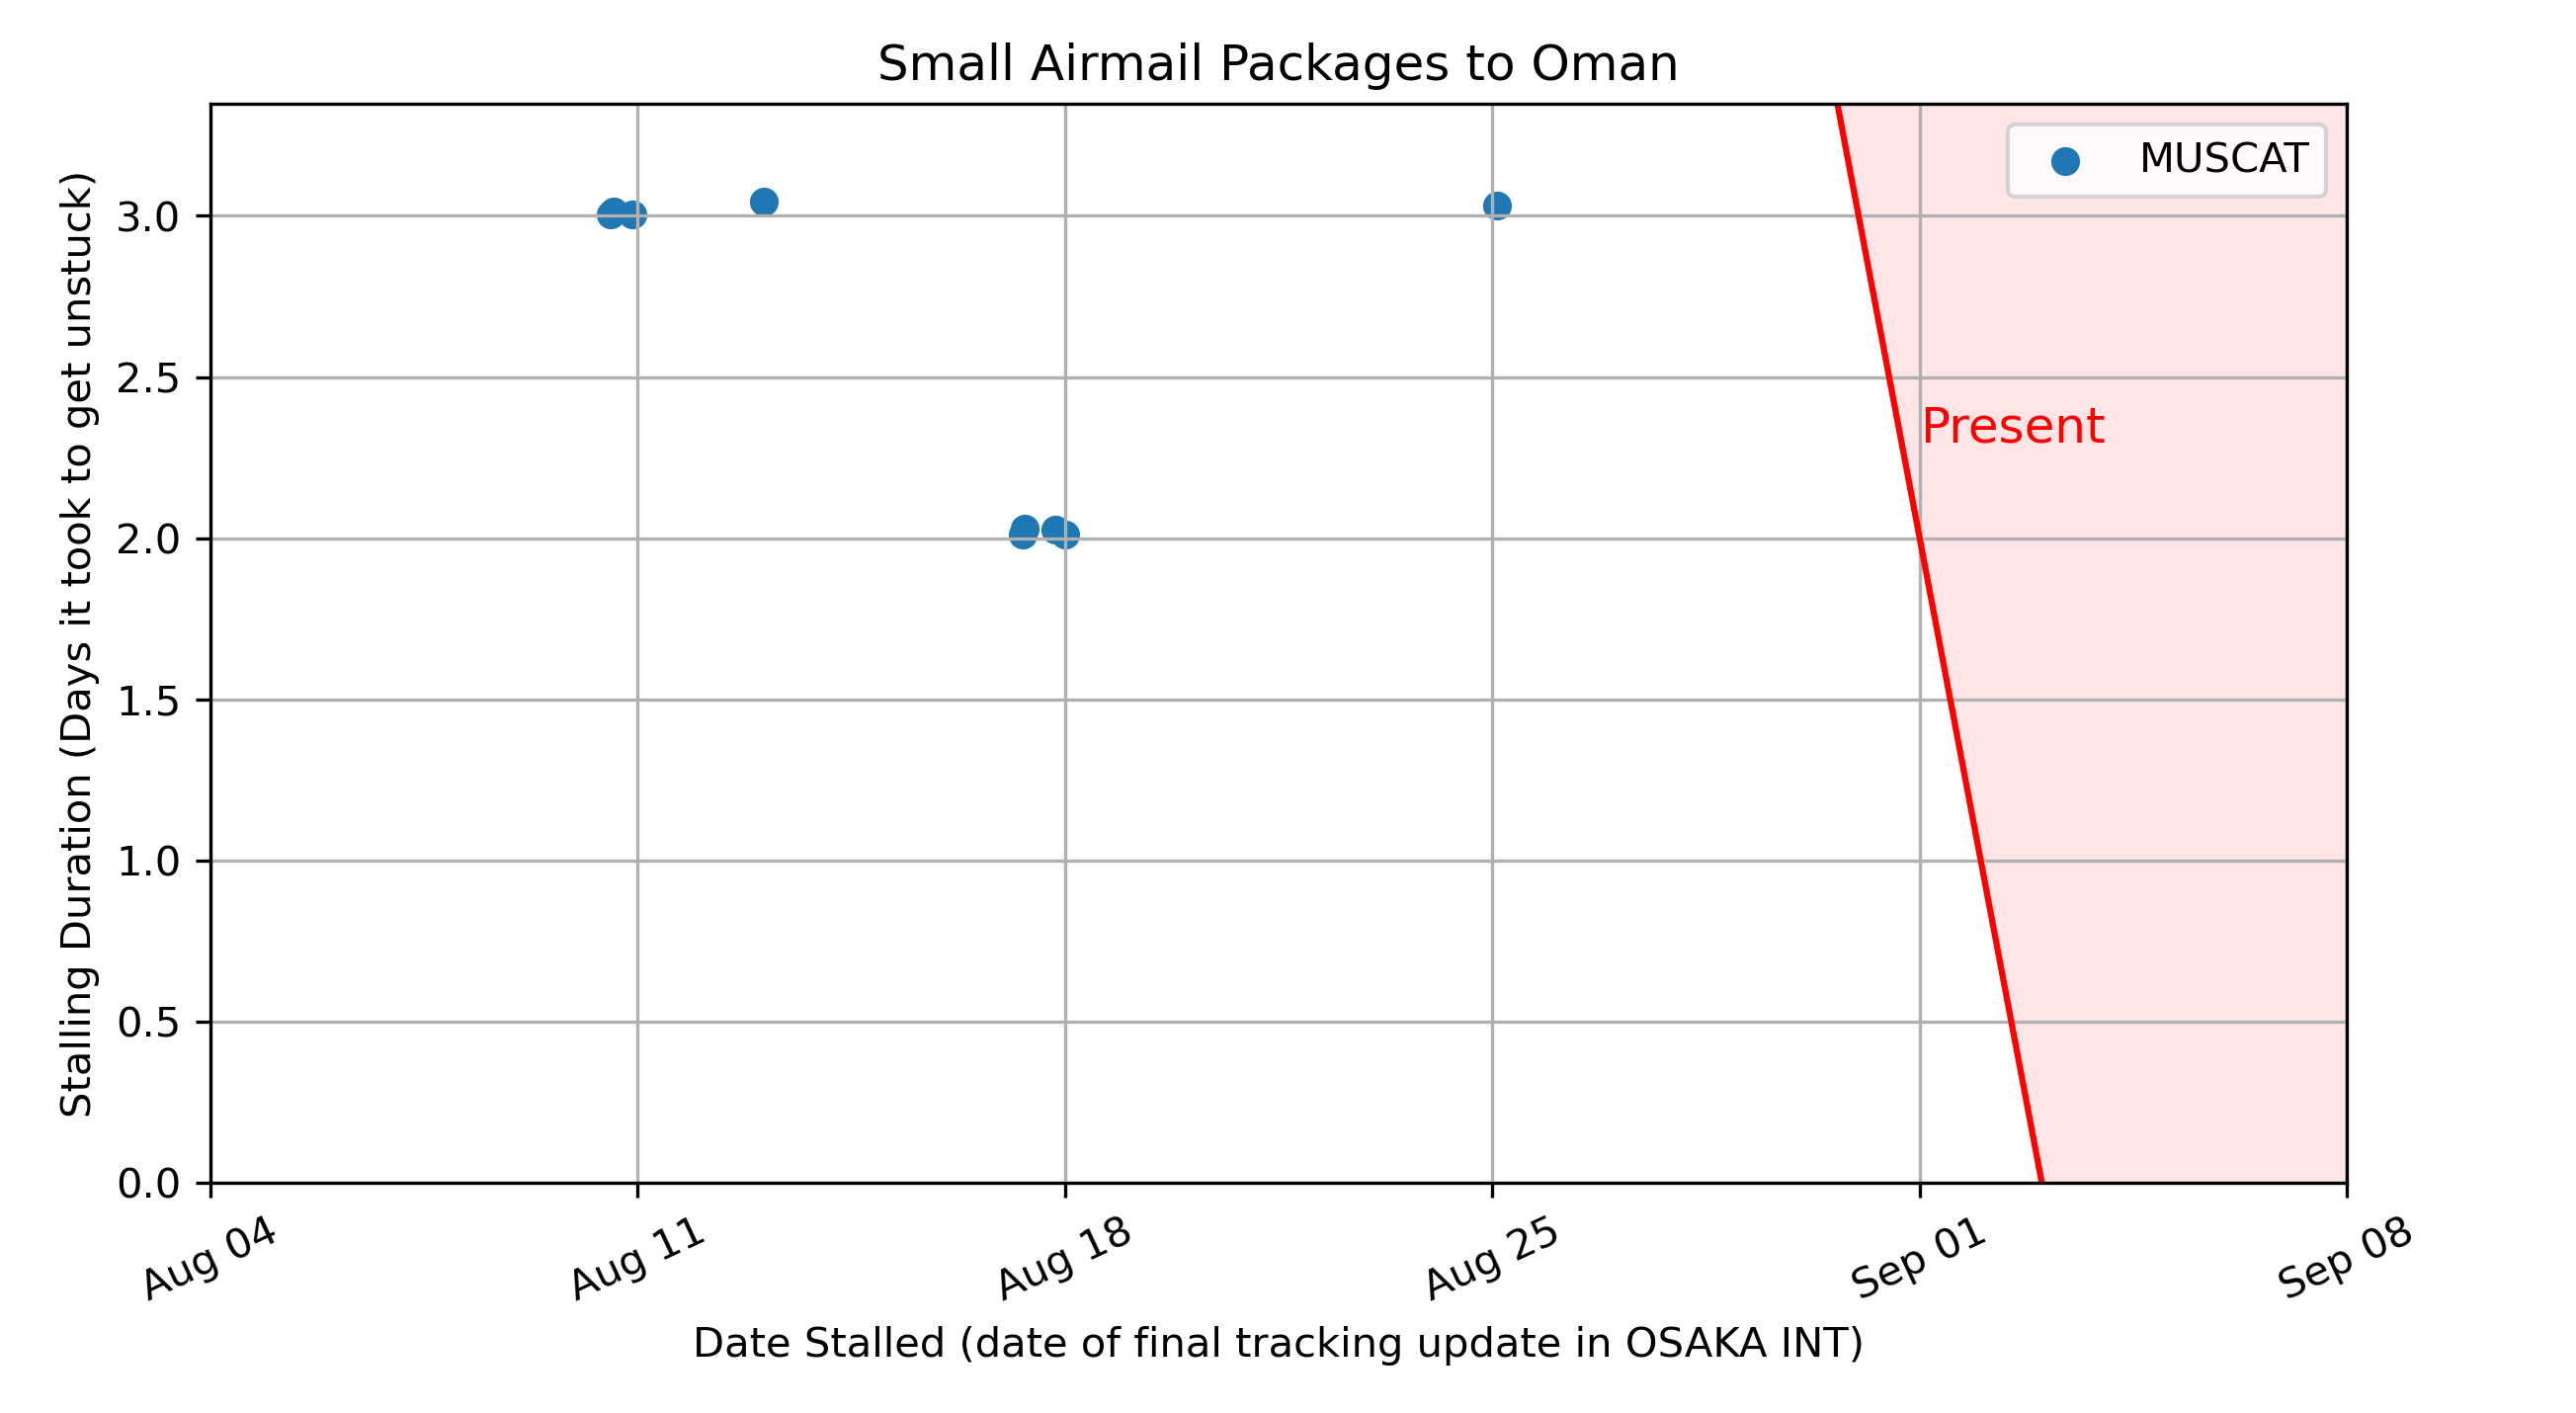 Small Airmail Packages to Oman
MUSCAT
Present
Stalling Duration (Days it took to get unstuck)
3.0
2.5
2.0
1.5
1.0
0.5
0.0
Aug 04
Aug 11
Aug 18
Aug 25
Sep 01
Sep 08
Date Stalled (date of final tracking update in OSAKA INT)